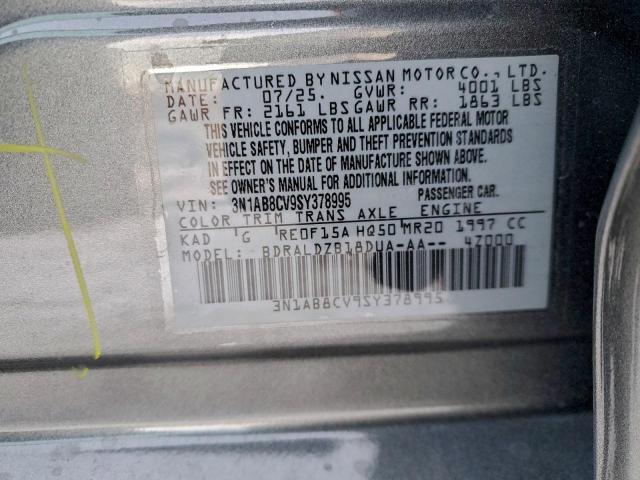 MANUFACTURED BY NISSAN MOTOR CO., LTD.
DATE: 07/25. GVWR: 4001 LBS
GAWR FR: 2161 LBS GAWR RR: 1863 LBS
THIS VEHICLE CONFORMS TO ALL APPLICABLE FEDERAL MOTOR
VEHICLE SAFETY, BUMPER AND THEFT PREVENTION STANDARDS
IN EFFECT ON THE DATE OF MANUFACTURE SHOWN ABOVE.
SEE OWNER'S MANUAL FOR ADDITIONAL INFORMATION.
VIN: 3N1AB8CV9SY378995 PASSENGER CAR.
COLOR TRIM TRANS AXLE ENGINE
KAD G RE0F15A HQ50 MR20 1997 CC
MODEL: BDRALDZB18DUA-AA-- 4Z000
3N1AB8CV9SY378995